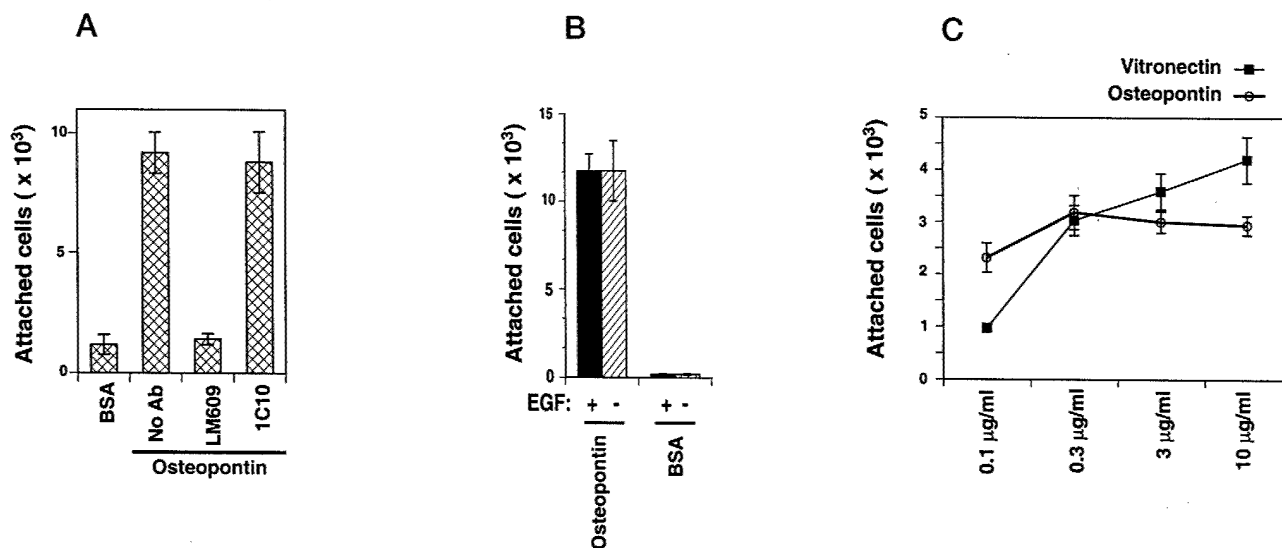 A
Attached cells ( x 10³)
10
5
0
BSA
No Ab
LM609
1C10
Osteopontin
B
Attached cells ( x 10³)
15
10
5
0
EGF: + - + -
Osteopontin
BSA
C
Vitronectin
Osteopontin
Attached cells ( x 10³)
5
4
3
2
1
0
0.1 µg/ml
0.3 µg/ml
3 µg/ml
10 µg/ml